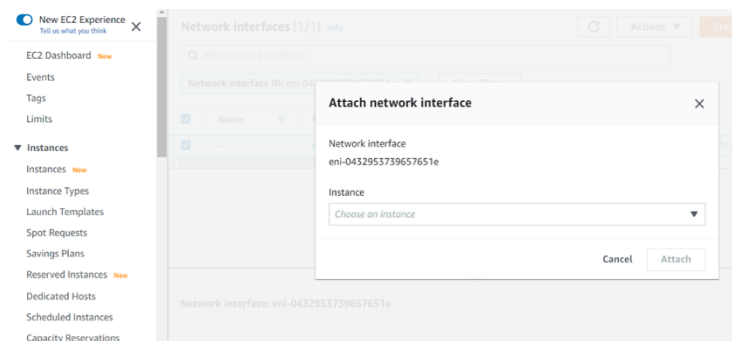 New EC2 Experience
Tell us what you think
EC2 Dashboard New
Events
Tags
Limits
Instances
Instances New
Instance Types
Launch Templates
Spot Requests
Savings Plans
Reserved Instances New
Dedicated Hosts
Scheduled Instances
Capacity Reservations
Network interfaces (1/1) Info
Actions
Filter network interfaces
Network interface ID:
Name
Attach network interface
Network interface
eni-0432953739657651e
Instance
Choose an instance
Cancel
Attach
Network interface: eni-0432953739657651e